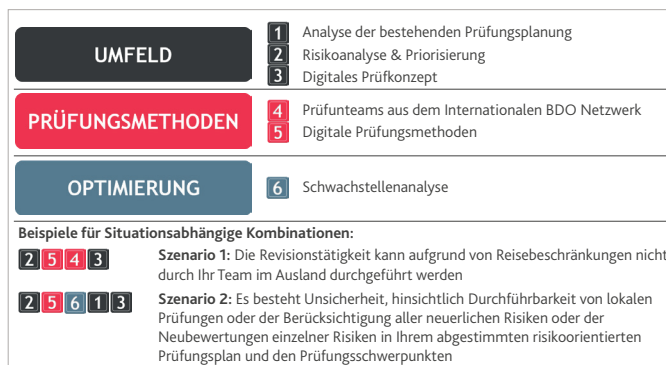 UMFELD
1 Analyse der bestehenden Prüfungsplanung
2 Risikoanalyse & Priorisierung
3 Digitales Prüfkonzept
PRÜFUNGSMETHODEN
4 Prüfunteams aus dem Internationalen BDO Netzwerk
5 Digitale Prüfungsmethoden
OPTIMIERUNG
6 Schwachstellenanalyse
Beispiele für Situationsabhängige Kombinationen:
2 5 4 3 Szenario 1: Die Revisionstätigkeit kann aufgrund von Reisebeschränkungen nicht
durch Ihr Team im Ausland durchgeführt werden
2 5 6 1 3 Szenario 2: Es besteht Unsicherheit, hinsichtlich Durchführbarkeit von lokalen
Prüfungen oder der Berücksichtigung aller neuerlichen Risiken oder der
Neubewertungen einzelner Risiken in Ihrem abgestimmten risikoorientierten
Prüfungsplan und den Prüfungsschwerpunkten